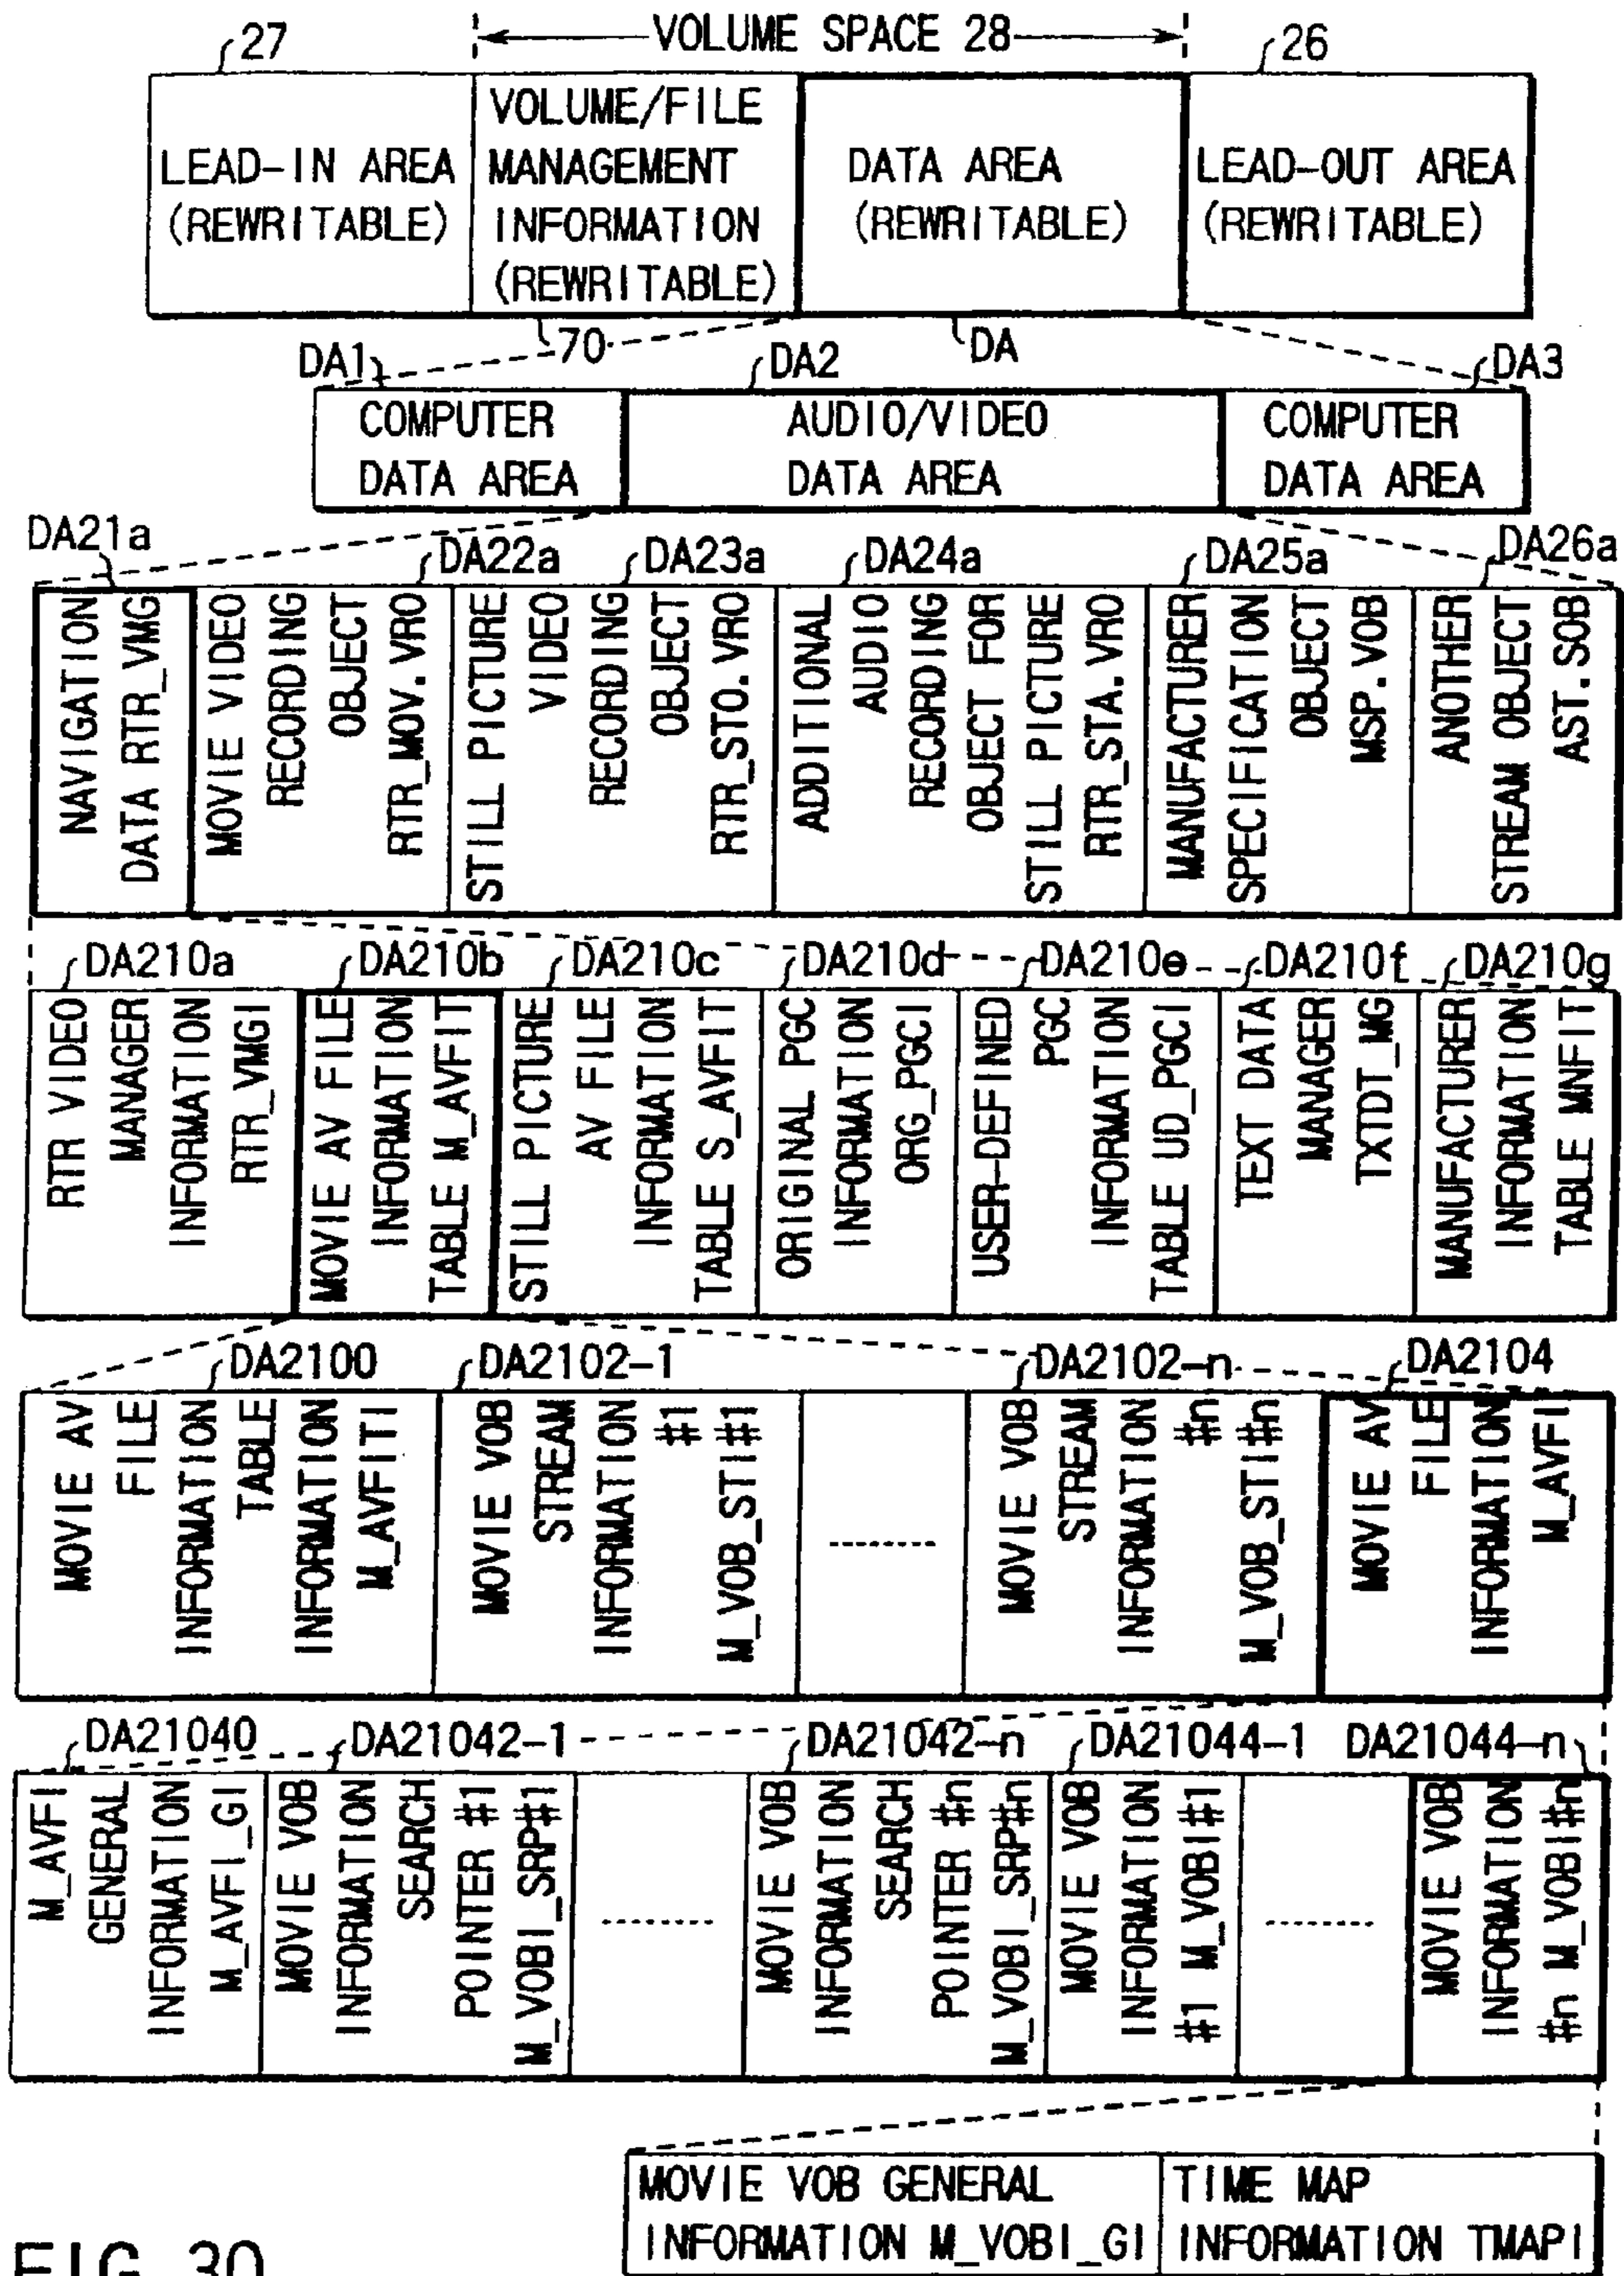 27
VOLUME SPACE 28
26
LEAD-IN AREA
(REWRITABLE)
VOLUME/FILE
MANAGEMENT
INFORMATION
(REWRITABLE)
DATA AREA
(REWRITABLE)
LEAD-OUT AREA
(REWRITABLE)
70
DA
DA1
DA2
DA3
COMPUTER
DATA AREA
AUDIO/VIDEO
DATA AREA
COMPUTER
DATA AREA
DA21a
DA22a
DA23a
DA24a
DA25a
DA26a
NAVIGATION
DATA RTR_VMG
MOVIE VIDEO
RECORDING
OBJECT
RTR_MOV.VRO
STILL PICTURE
VIDEO
RECORDING
OBJECT
RTR_STO.VRO
ADDITIONAL
AUDIO
RECORDING
OBJECT FOR
STILL PICTURE
RTR_STA.VRO
MANUFACTURER
SPECIFICATION
OBJECT
MSP.VOB
ANOTHER
STREAM OBJECT
AST.SOB
DA210a
DA210b
DA210c
DA210d
DA210e
DA210f
DA210g
RTR VIDEO
MANAGER
INFORMATION
RTR_VMGI
MOVIE AV FILE
INFORMATION
TABLE M_AVFIT
STILL PICTURE
AV FILE
INFORMATION
TABLE S_AVFIT
ORIGINAL PGC
INFORMATION
ORG_PGCI
USER-DEFINED
PGC
INFORMATION
TABLE UD_PGCI
TEXT DATA
MANAGER
TXTDT_MG
MANUFACTURER
INFORMATION
TABLE MNFIT
DA2100
DA2102-1
DA2102-n
DA2104
MOVIE AV
FILE
INFORMATION
TABLE
INFORMATION
M_AVFITI
MOVIE VOB
STREAM
INFORMATION
#1
M_VOB_STI#1
MOVIE VOB
STREAM
INFORMATION
#n
M_VOB_STI#n
MOVIE AV
FILE
INFORMATION
M_AVFI
DA21040
DA21042-1
DA21042-n
DA21044-1
DA21044-n
M_AVFI
GENERAL
INFORMATION
M_AVFI_GI
MOVIE VOB
INFORMATION
SEARCH
POINTER #1
M_VOBI_SRP#1
MOVIE VOB
INFORMATION
SEARCH
POINTER #n
M_VOBI_SRP#n
MOVIE VOB
INFORMATION
#1 M_VOBI#1
MOVIE VOB
INFORMATION
#n M_VOBI#n
MOVIE VOB GENERAL
INFORMATION M_VOBI_GI
TIME MAP
INFORMATION TMAPI
FIG. 30